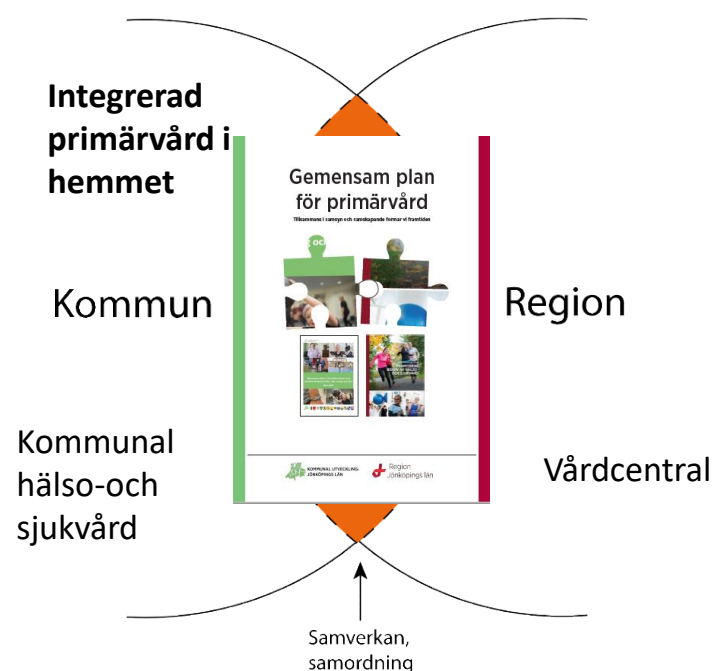 Integrerad
primärvård i
hemmet
Gemensam plan
för primärvård
Tillsammans i samsyn och samskapande formar vi framtiden
Kommun
Region
Kommunal
hälso-och
sjukvård
Vårdcentral
KOMMUNAL UTVECKLING
JÖNKÖPINGS LÄN
Region
Jönköpings län
Samverkan,
samordning